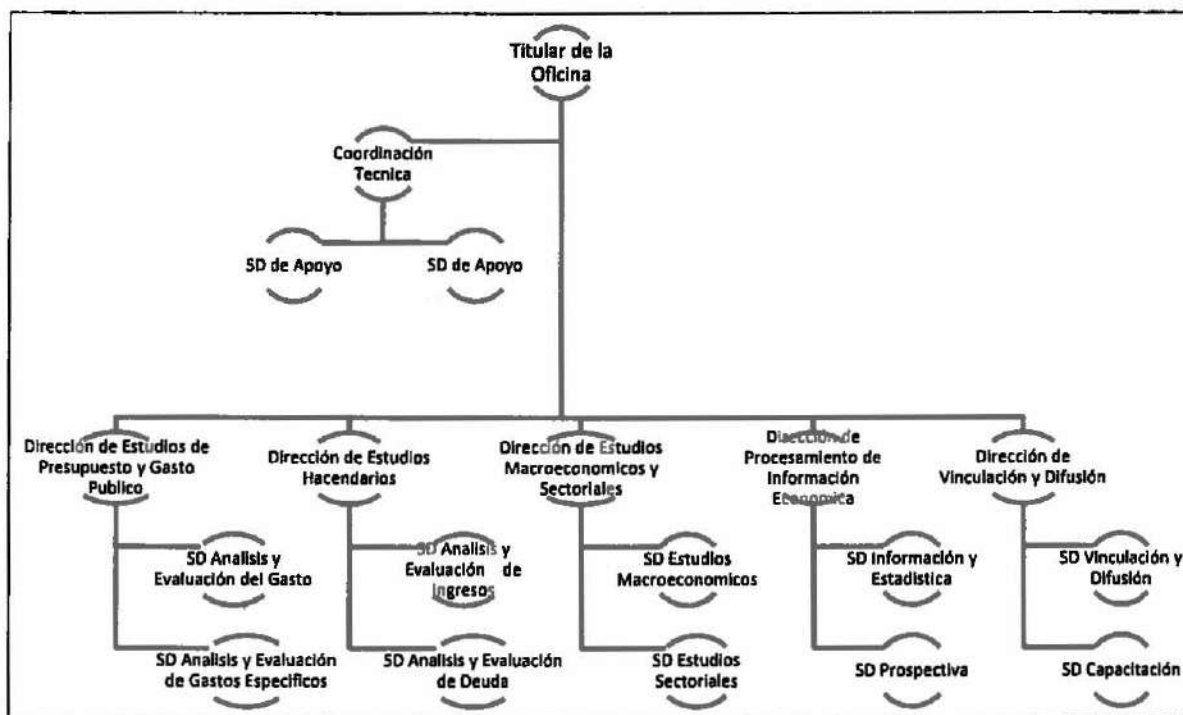 Titular de la
Oficina
Coordinación
Tecnica
SD de Apoyo
SD de Apoyo
Dirección de Estudios de
Presupuesto y Gasto
Publico
Dirección de Estudios
Hacendarios
Dirección de Estudios
Macroeconomicos y
Sectoriales
Dirección de
Procesamiento de
Información
Economica
Dirección de
Vinculación y Difusión
SD Analisis y
Evaluación del Gasto
SD Analisis y
Evaluación de
Ingresos
SD Estudios
Macroeconomicos
SD Información y
Estadistica
SD Vinculación y
Difusión
SD Analisis y Evaluación
de Gastos Especificos
SD Analisis y Evaluación
de Deuda
SD Estudios
Sectoriales
SD Prospectiva
SD Capacitación